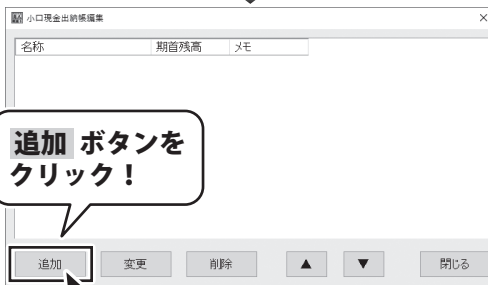 小口現金出納帳編集
名称 期首残高 メモ
追加 ボタンを
クリック！
追加 変更 削除 ▲ ▼ 閉じる